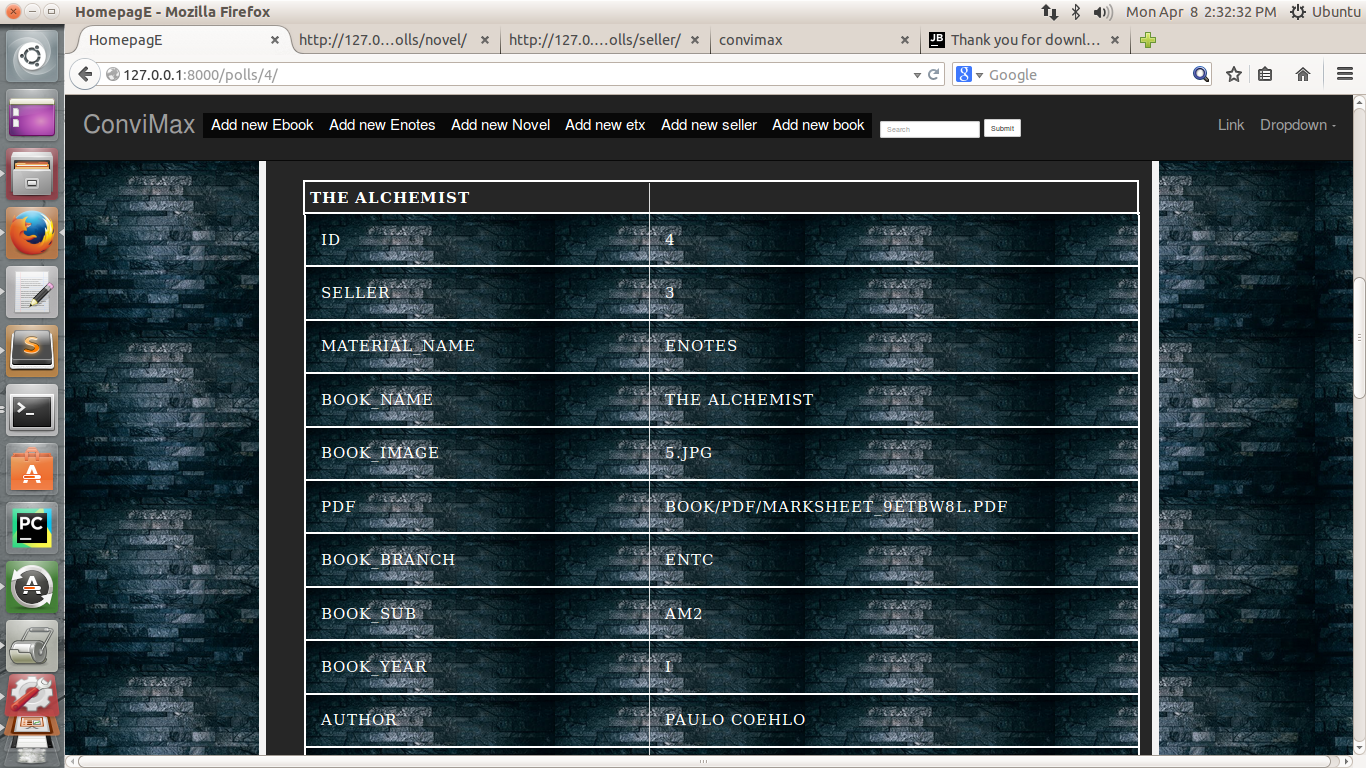 HomepagE - Mozilla Firefox
Mon Apr 8 2:32:32 PM Ubuntu
HomepagE
http://127.0...olls/novel/
http://127.0....olls/seller/
convimax
JB
Thank you for downl...
127.0.0.1:8000/polls/4/
8 Google
ConviMax Add new Ebook Add new Enotes Add new Novel Add new etx Add new seller Add new book Search Submit Link Dropdown
THE ALCHEMIST
ID 4
SELLER 3
MATERIAL_NAME ENOTES
BOOK_NAME THE ALCHEMIST
BOOK_IMAGE 5.JPG
PDF BOOK/PDF/MARKSHEET_9ETBW8L.PDF
BOOK_BRANCH ENTC
BOOK_SUB AM2
BOOK_YEAR I
AUTHOR PAULO COEHLO
S
>_
A
PC
A